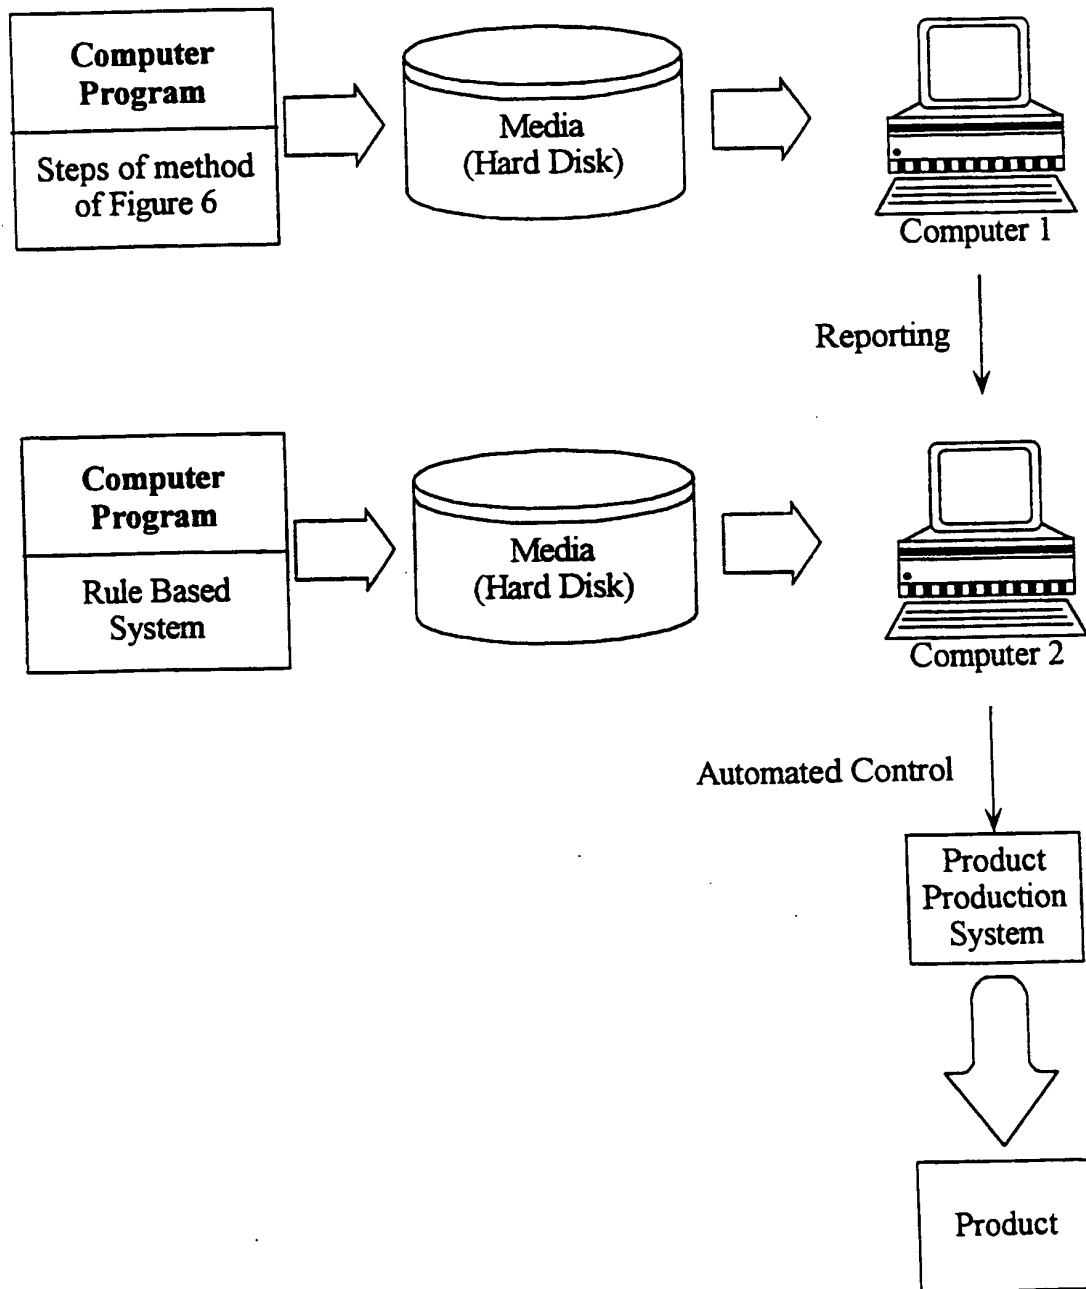 Computer
Program
Steps of method
of Figure 6
Media
(Hard Disk)
Computer 1
Reporting
Computer
Program
Rule Based
System
Media
(Hard Disk)
Computer 2
Automated Control
Product
Production
System
Product